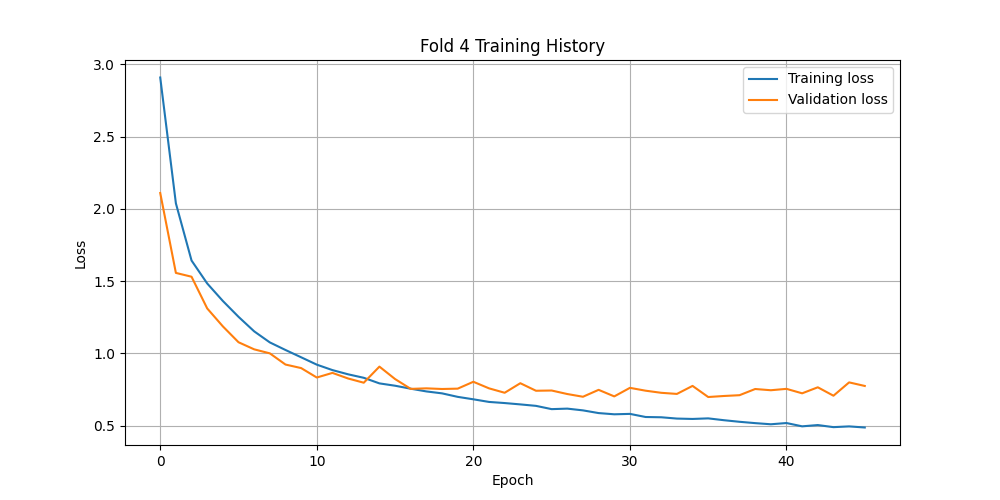 Fold 4 Training History
Training loss
Validation loss
3.0
2.5
2.0
1.5
1.0
0.5
Loss
0 10 20 30 40
Epoch